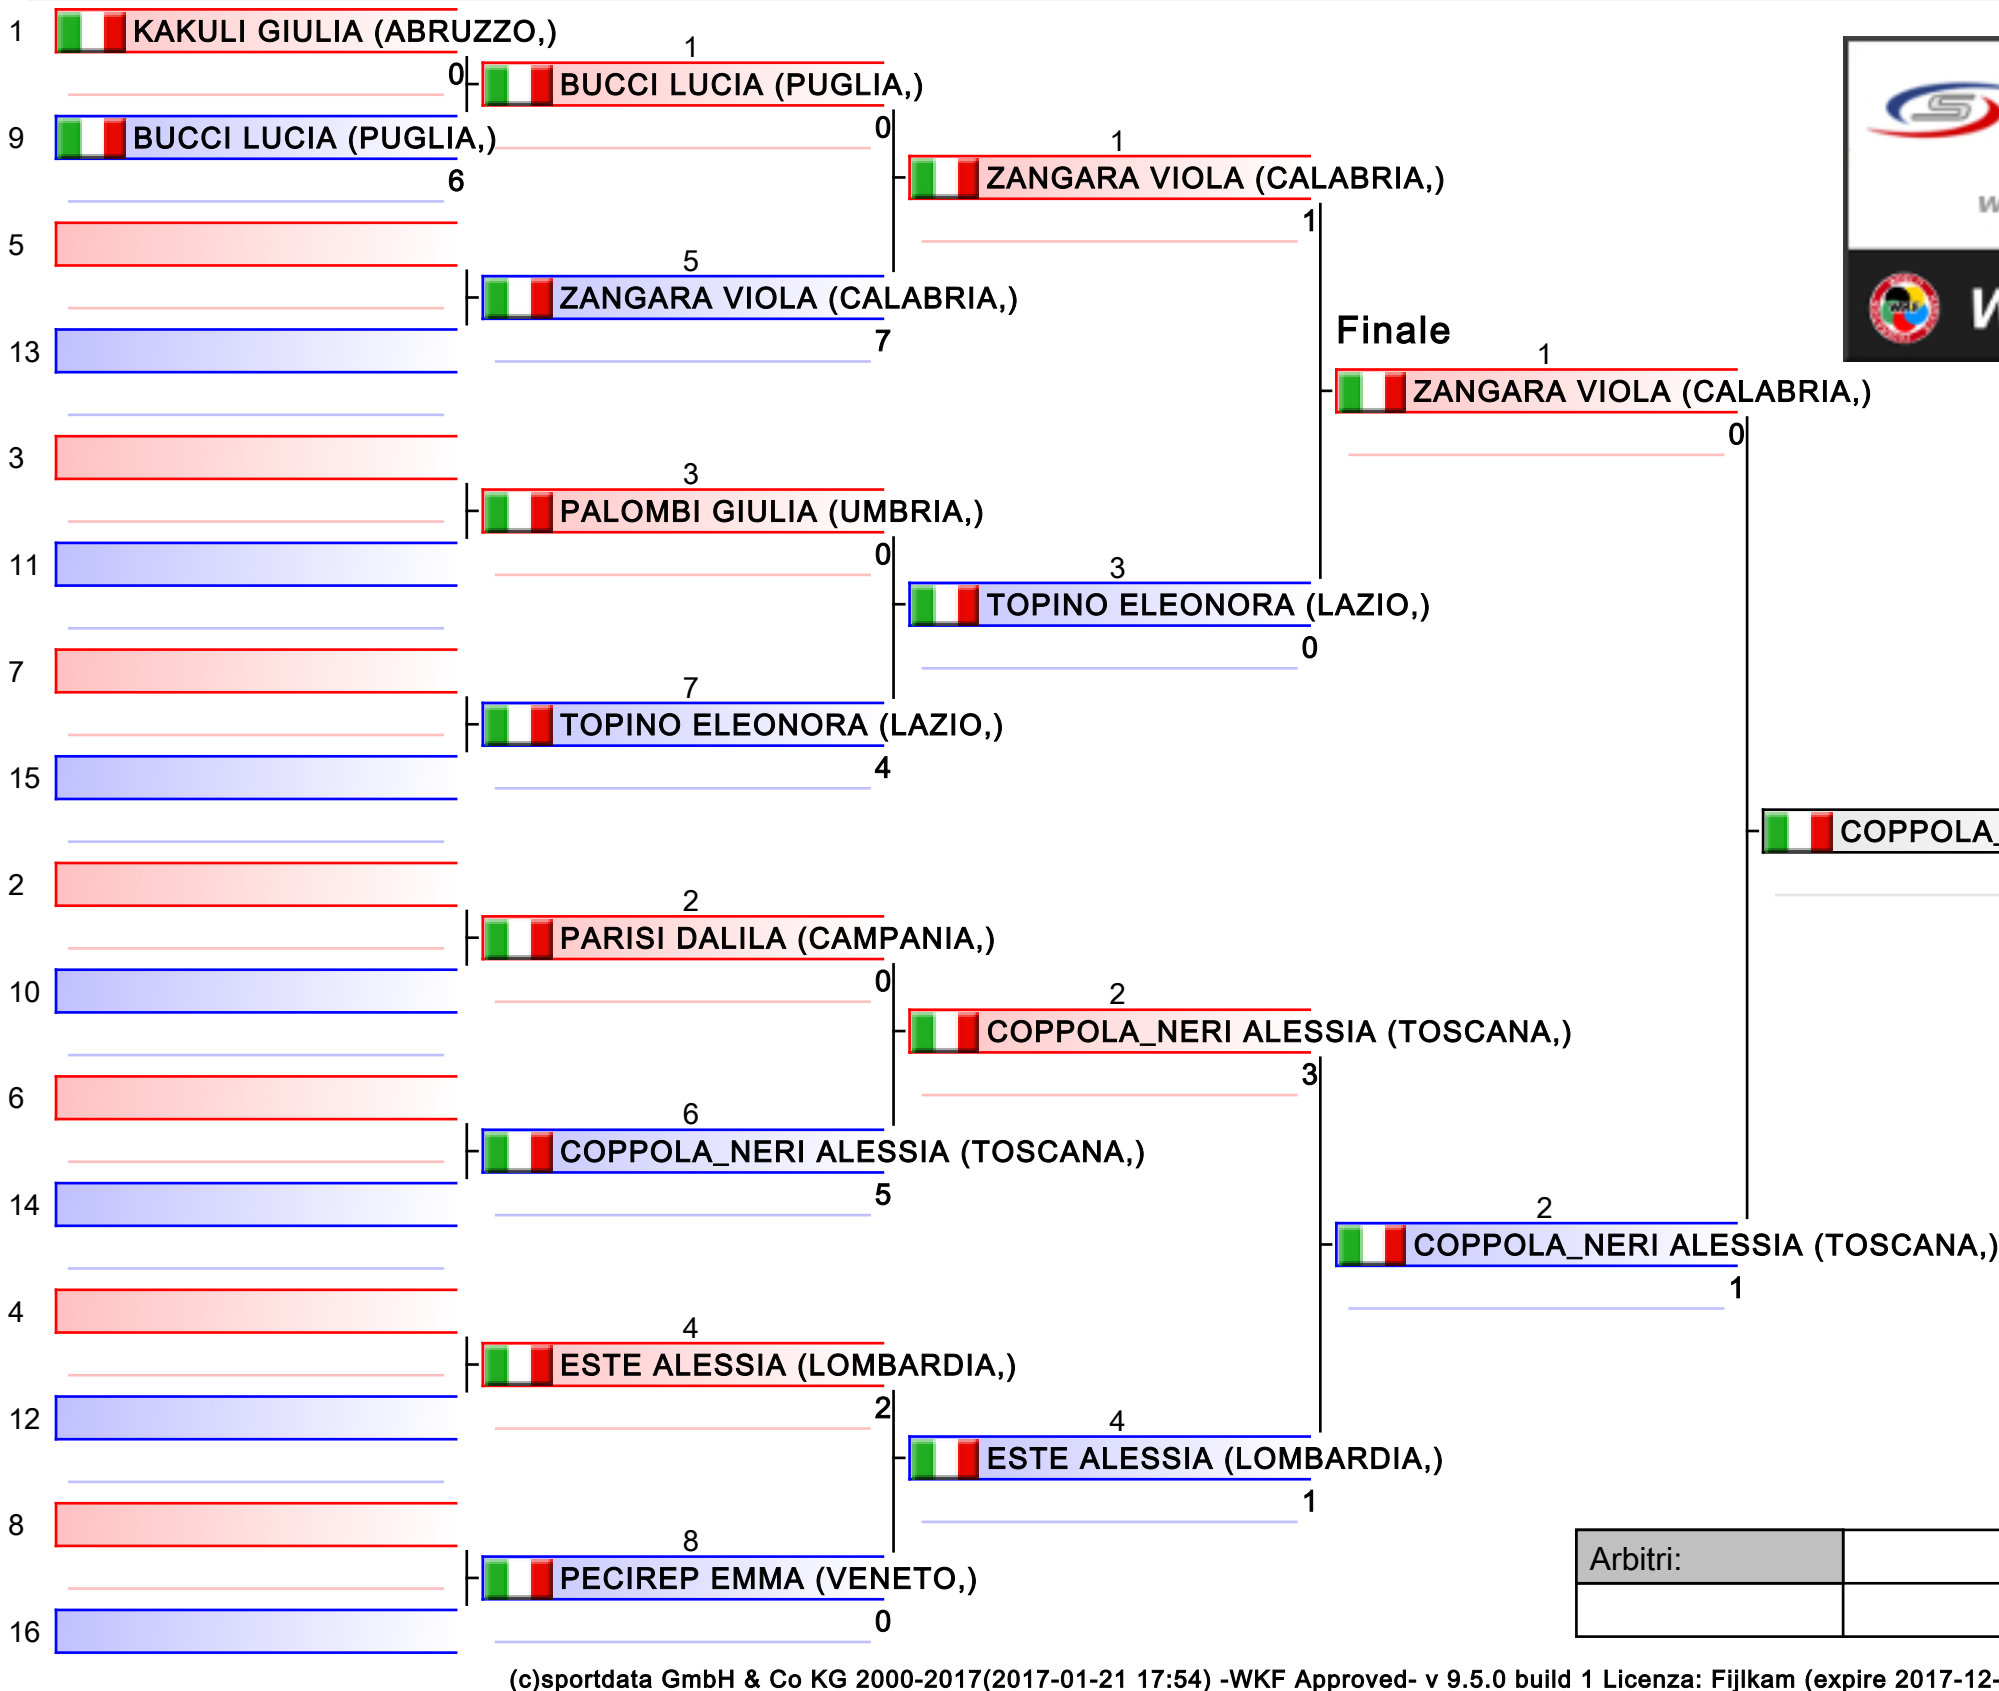 1 KAKULI GIULIA (ABRUZZO,)
0
9 BUCCI LUCIA (PUGLIA,)
6
5
13
3
11
7
15
2
10
6
14
4
12
8
16
1
BUCCI LUCIA (PUGLIA,)
0
5
ZANGARA VIOLA (CALABRIA,)
7
3
PALOMBI GIULIA (UMBRIA,)
0
7
TOPINO ELEONORA (LAZIO,)
4
2
PARISI DALILA (CAMPANIA,)
0
6
COPPOLA_NERI ALESSIA (TOSCANA,)
5
4
ESTE ALESSIA (LOMBARDIA,)
2
8
PECIREP EMMA (VENETO,)
0
1
ZANGARA VIOLA (CALABRIA,)
1
3
TOPINO ELEONORA (LAZIO,)
0
2
COPPOLA_NERI ALESSIA (TOSCANA,)
3
4
ESTE ALESSIA (LOMBARDIA,)
1
Finale
1
ZANGARA VIOLA (CALABRIA,)
0
2
COPPOLA_NERI ALESSIA (TOSCANA,)
1
COPPOLA_
S
w
W
Arbitri:
(c)sportdata GmbH & Co KG 2000-2017(2017-01-21 17:54) -WKF Approved- v 9.5.0 build 1 Licenza: Fijlkam (expire 2017-12-